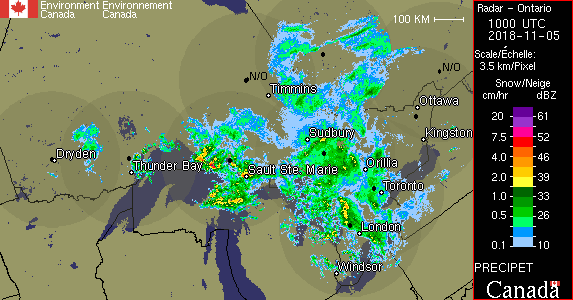 Environment Environnement
Canada Canada
100 KM
N/O
N/O
Timmins
Ottawa
Sudbury
Kingston
Dryden
Thunder Bay
Sault Ste. Marie
Orillia
Toronto
London
Windsor
Radar - Ontario
1000 UTC
2018-11-05
Scale/Échelle:
3.5 km/Pixel
Snow/Neige
cm/hr dBZ
20 61
7.5 52
4.0 46
2.0 39
1.0 33
0.5 26
0.1 10
PRECIPET
Canada